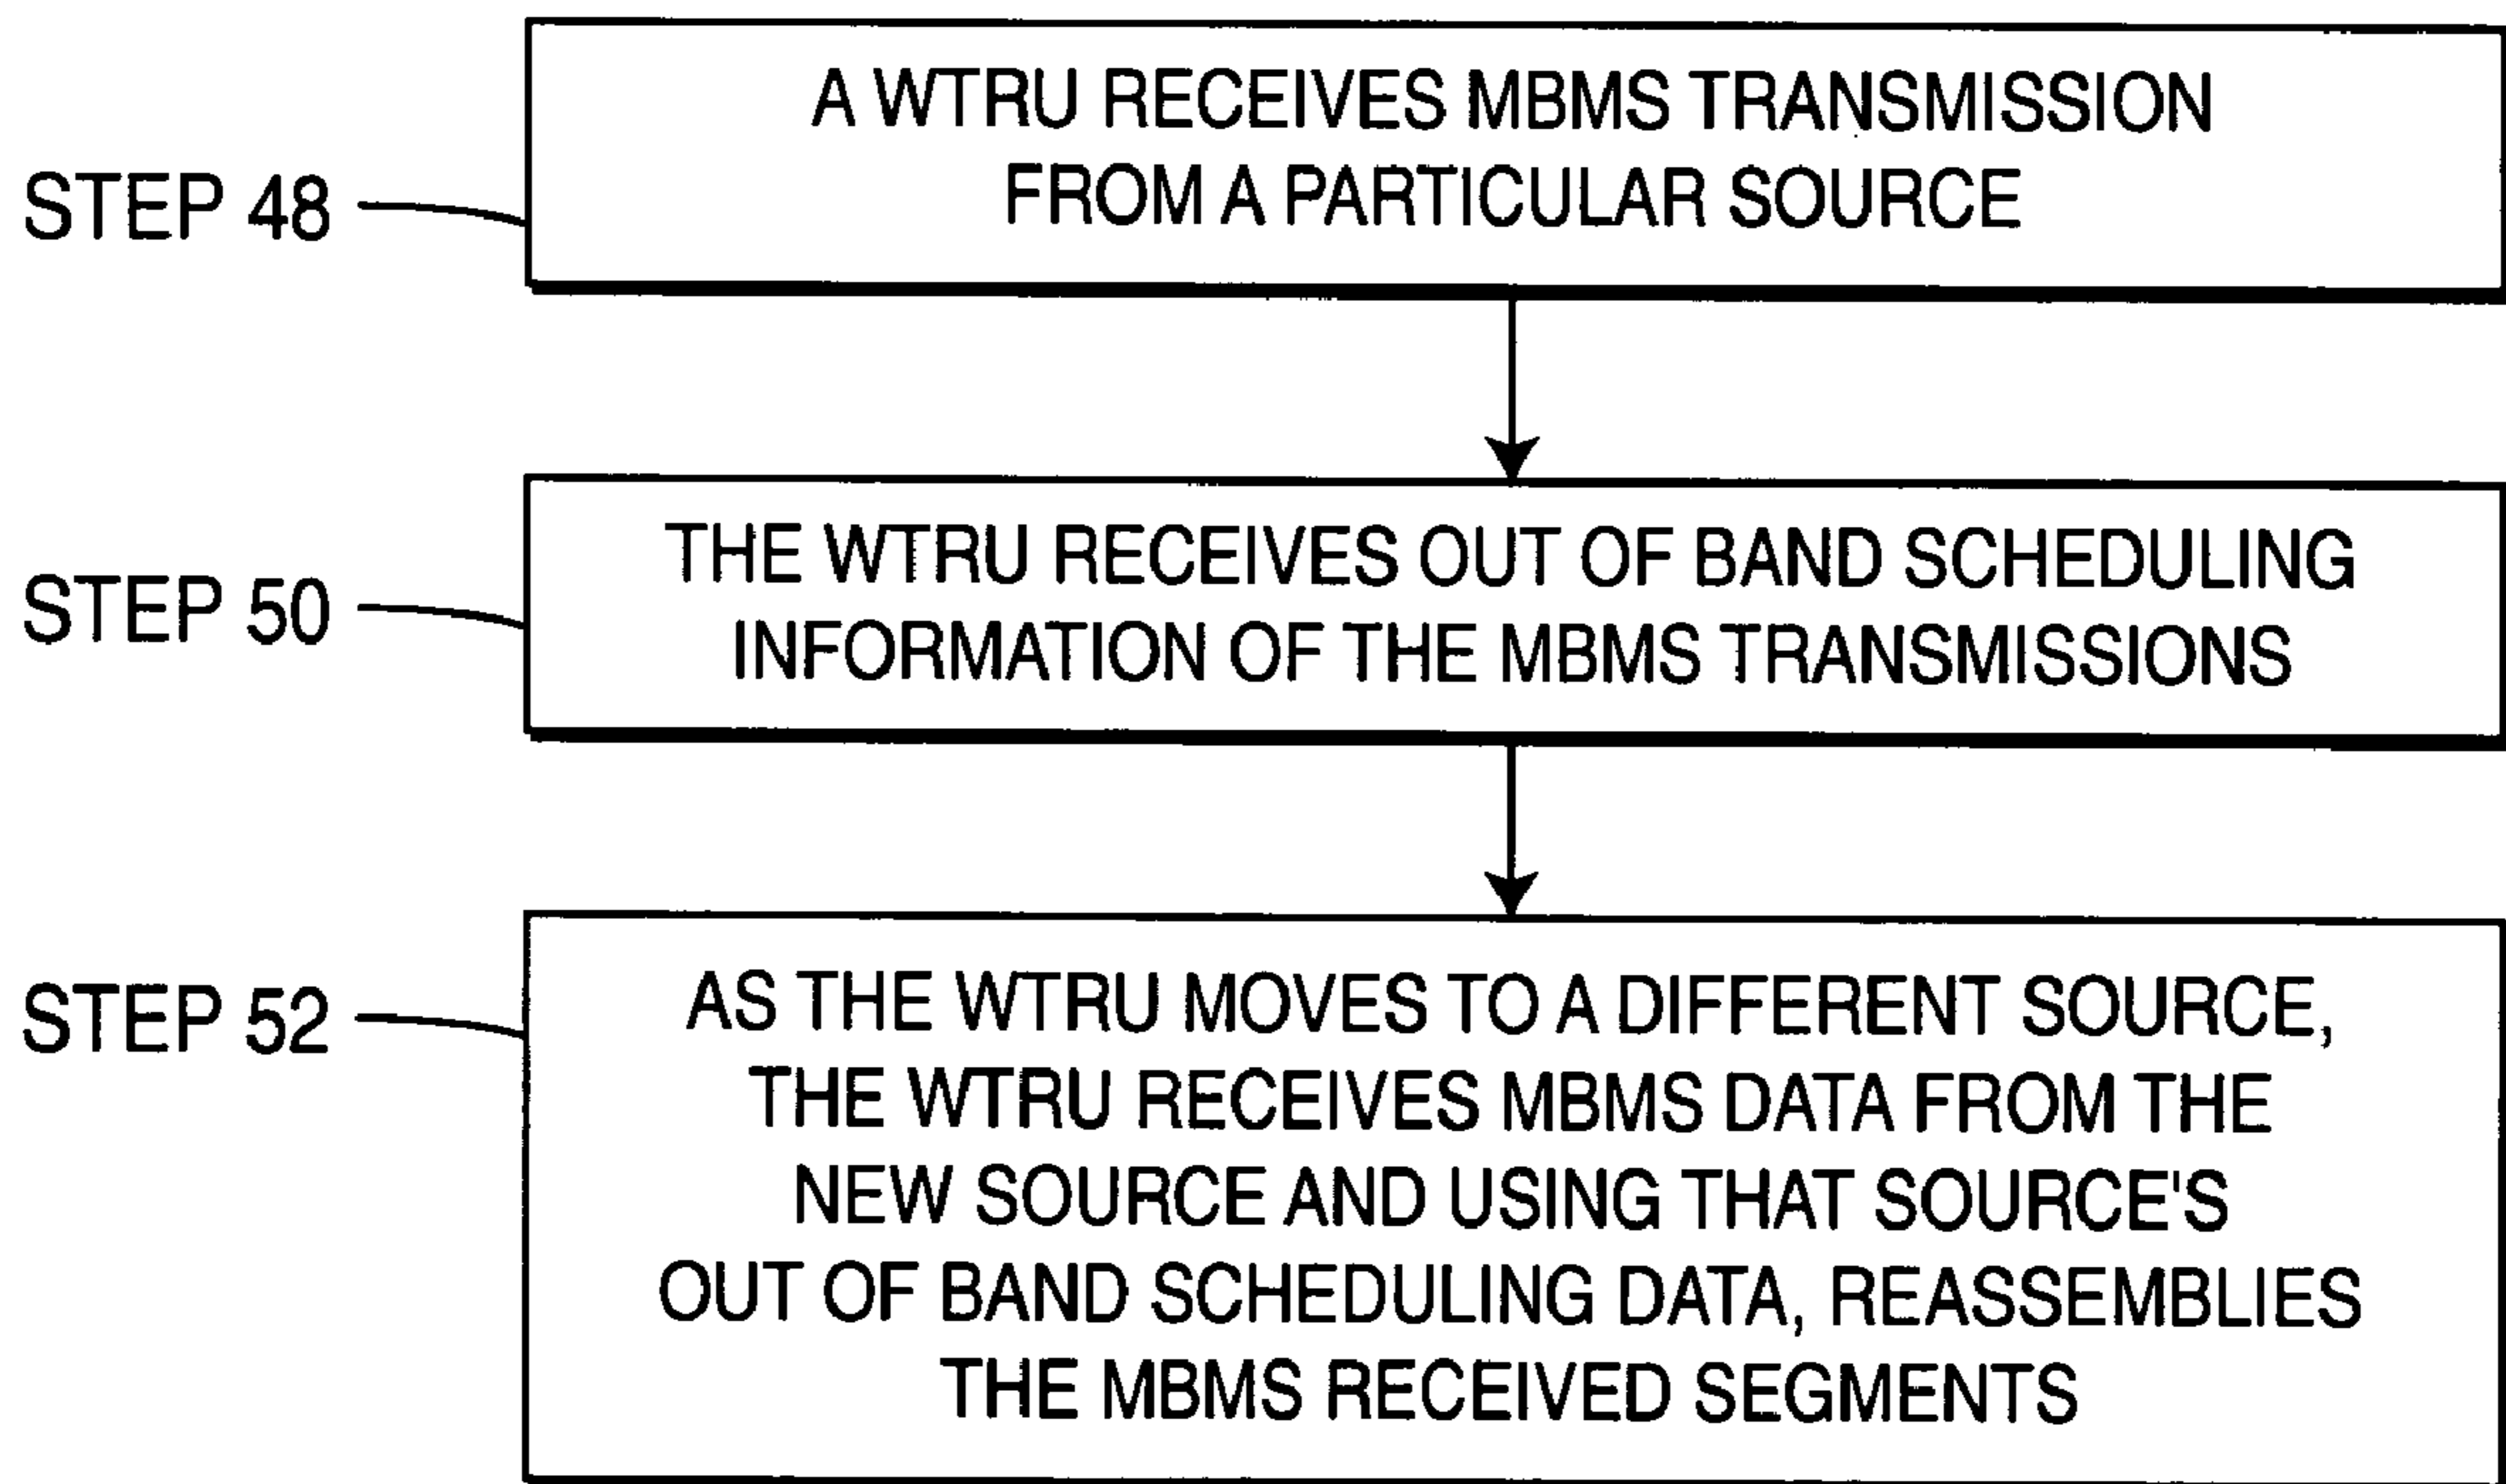 A WTRU RECEIVES MBMS TRANSMISSION
FROM A PARTICULAR SOURCE
STEP 48
THE WTRU RECEIVES OUT OF BAND SCHEDULING
INFORMATION OF THE MBMS TRANSMISSIONS
STEP 50
AS THE WTRU MOVES TO A DIFFERENT SOURCE,
THE WTRU RECEIVES MBMS DATA FROM THE
NEW SOURCE AND USING THAT SOURCE'S
OUT OF BAND SCHEDULING DATA, REASSEMBLIES
THE MBMS RECEIVED SEGMENTS
STEP 52